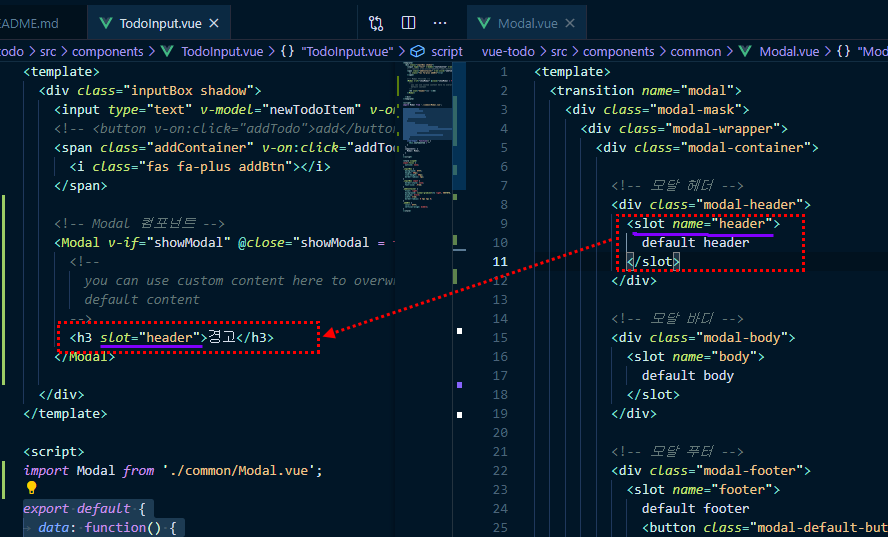 EADME.md
TodoInput.vue
Modal.vue
todo > src > components > TodoInput.vue > {} "TodoInput.vue" > script
vue-todo > src > components > common > Modal.vue > {} "Mod
<template>
<div class="inputBox shadow">
<input type="text" v-model="newTodoItem" v-on
<!-- <button v-on:click="addTodo">add</button
<span class="addContainer" v-on:click="addTod
<i class="fas fa-plus addBtn"></i>
</span>
<!-- Modal 컴포넌트 -->
<Modal v-if="showModal" @close="showModal =
<!--
you can use custom content here to overw
default content
-->
<h3 slot="header">경고</h3>
</Modal>
</div>
</template>
<script>
import Modal from './common/Modal.vue';
export default {
data: function() {
1 <template>
2 <transition name="modal">
3 <div class="modal-mask">
4 <div class="modal-wrapper">
5 <div class="modal-container">
6
7 <!-- 모달 헤더 -->
8 <div class="modal-header">
9 <slot name="header">
10 default header
11 </slot>
12 </div>
13
14 <!-- 모달 바디 -->
15 <div class="modal-body">
16 <slot name="body">
17 default body
18 </slot>
19 </div>
20
21 <!-- 모달 푸터 -->
22 <div class="modal-footer">
23 <slot name="footer">
24 default footer
25 <button class="modal-default-but